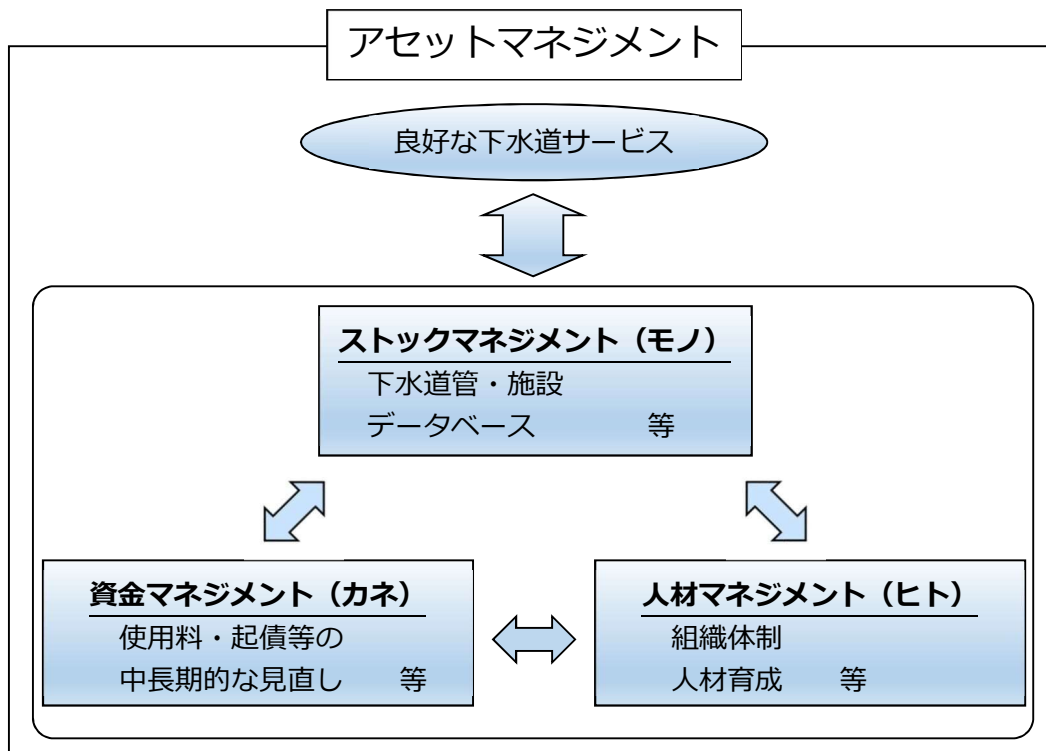 アセットマネジメント
良好な下水道サービス
ストックマネジメント（モノ）
下水道管・施設
データベース　　　　　等
資金マネジメント（カネ）
使用料・起債等の
中長期的な見直し　　等
人材マネジメント（ヒト）
組織体制
人材育成　　等